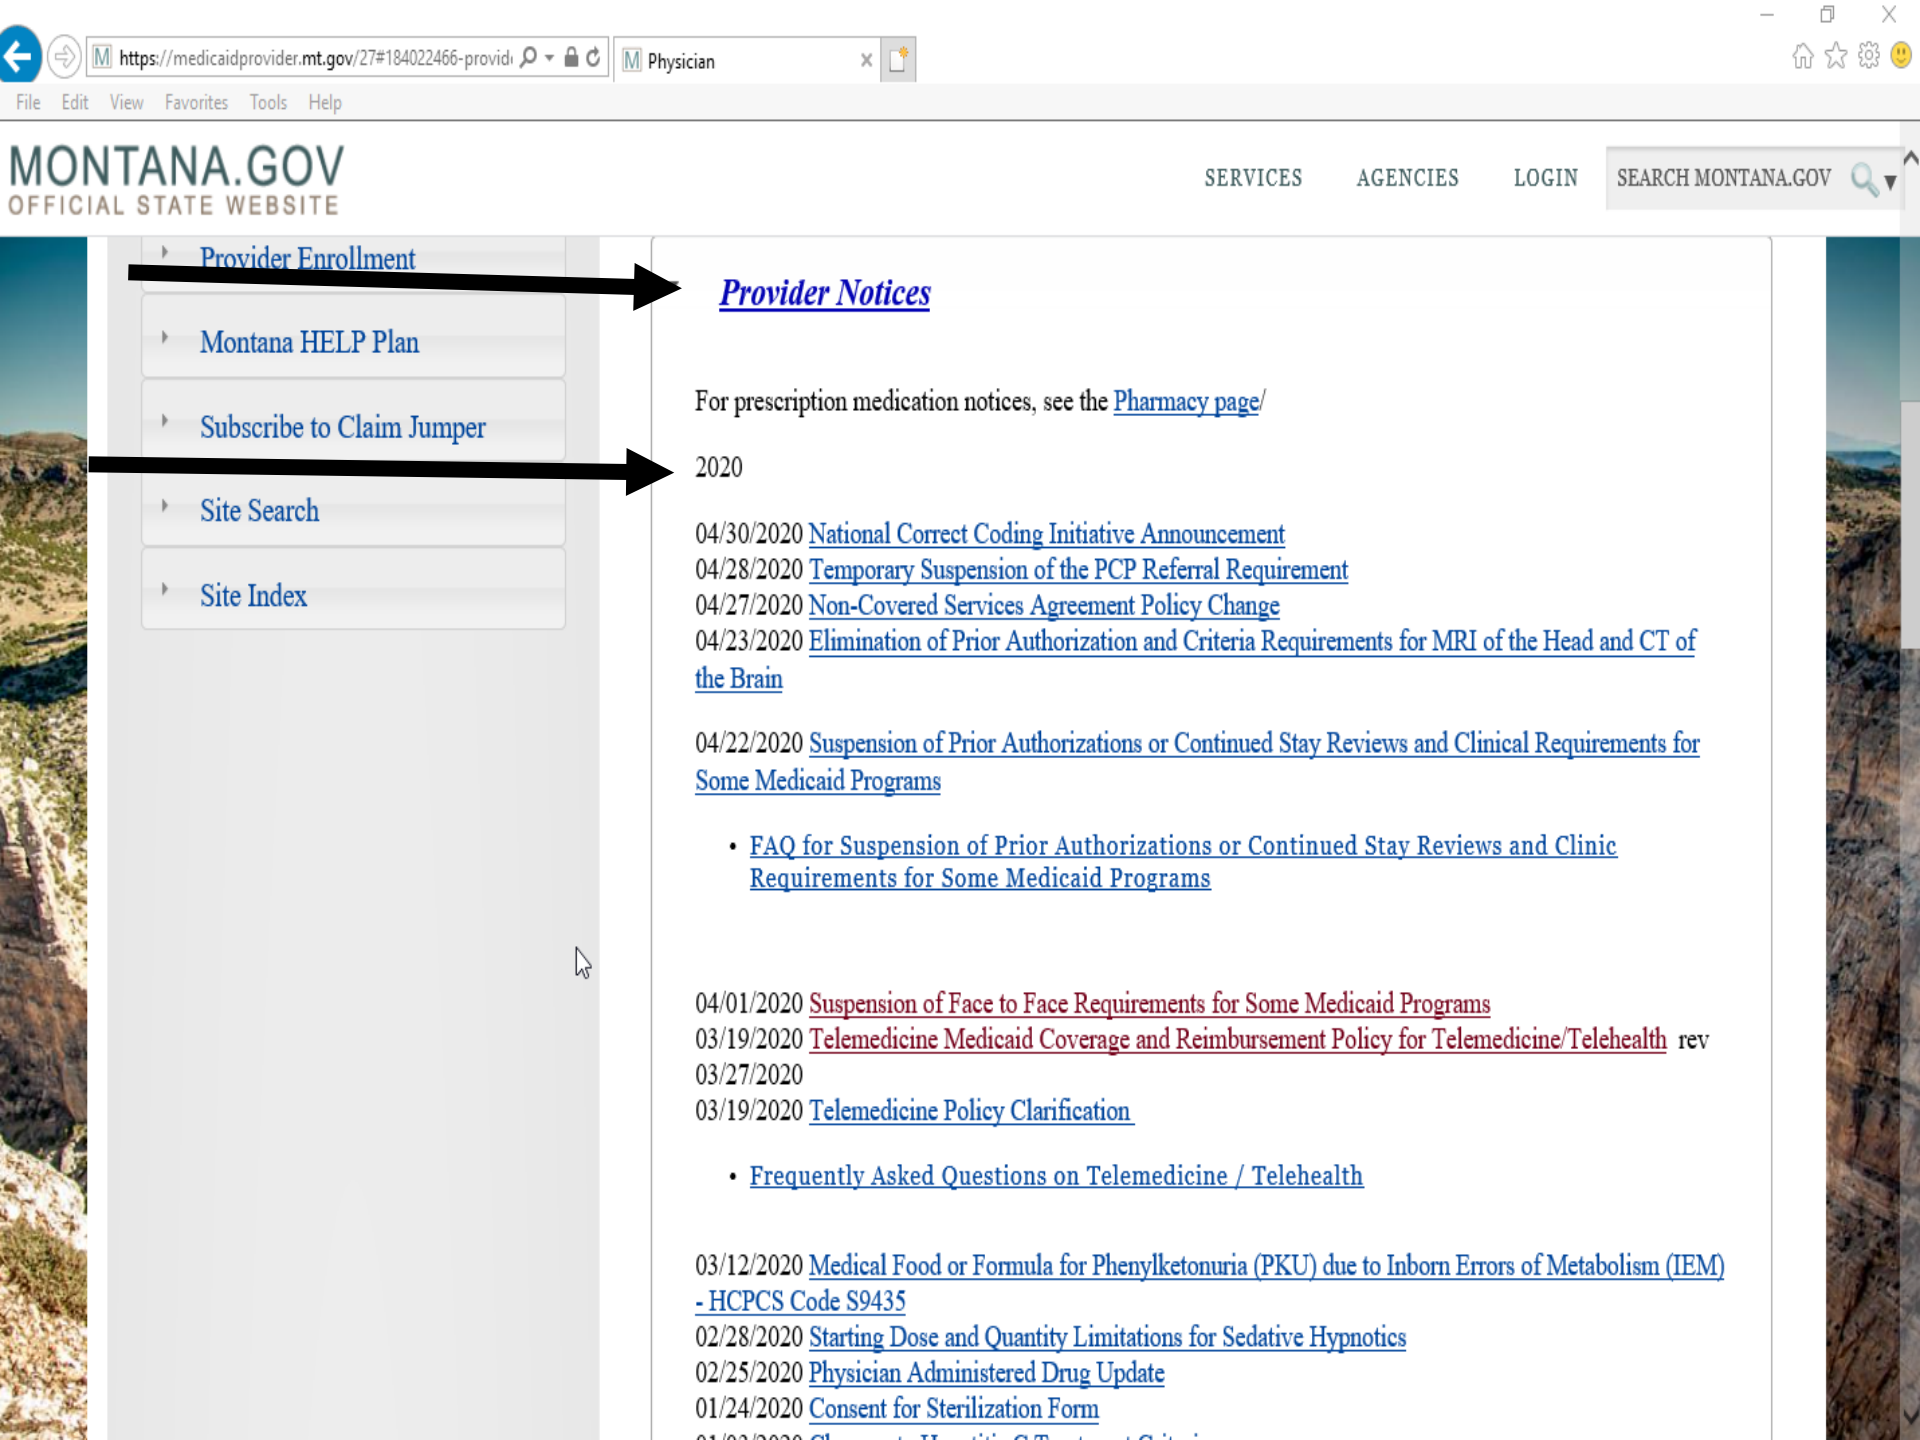 https://medicaidprovider.mt.gov/27#184022466-provid
Physician
File Edit View Favorites Tools Help
MONTANA.GOV
OFFICIAL STATE WEBSITE
SERVICES AGENCIES LOGIN SEARCH MONTANA.GOV
Provider Enrollment
Montana HELP Plan
Subscribe to Claim Jumper
Site Search
Site Index
Provider Notices
For prescription medication notices, see the Pharmacy page/
2020
04/30/2020 National Correct Coding Initiative Announcement
04/28/2020 Temporary Suspension of the PCP Referral Requirement
04/27/2020 Non-Covered Services Agreement Policy Change
04/23/2020 Elimination of Prior Authorization and Criteria Requirements for MRI of the Head and CT of
the Brain
04/22/2020 Suspension of Prior Authorizations or Continued Stay Reviews and Clinical Requirements for
Some Medicaid Programs
• FAQ for Suspension of Prior Authorizations or Continued Stay Reviews and Clinic
Requirements for Some Medicaid Programs
04/01/2020 Suspension of Face to Face Requirements for Some Medicaid Programs
03/19/2020 Telemedicine Medicaid Coverage and Reimbursement Policy for Telemedicine/Telehealth rev
03/27/2020
03/19/2020 Telemedicine Policy Clarification
• Frequently Asked Questions on Telemedicine / Telehealth
03/12/2020 Medical Food or Formula for Phenylketonuria (PKU) due to Inborn Errors of Metabolism (IEM)
- HCPCS Code S9435
02/28/2020 Starting Dose and Quantity Limitations for Sedative Hypnotics
02/25/2020 Physician Administered Drug Update
01/24/2020 Consent for Sterilization Form